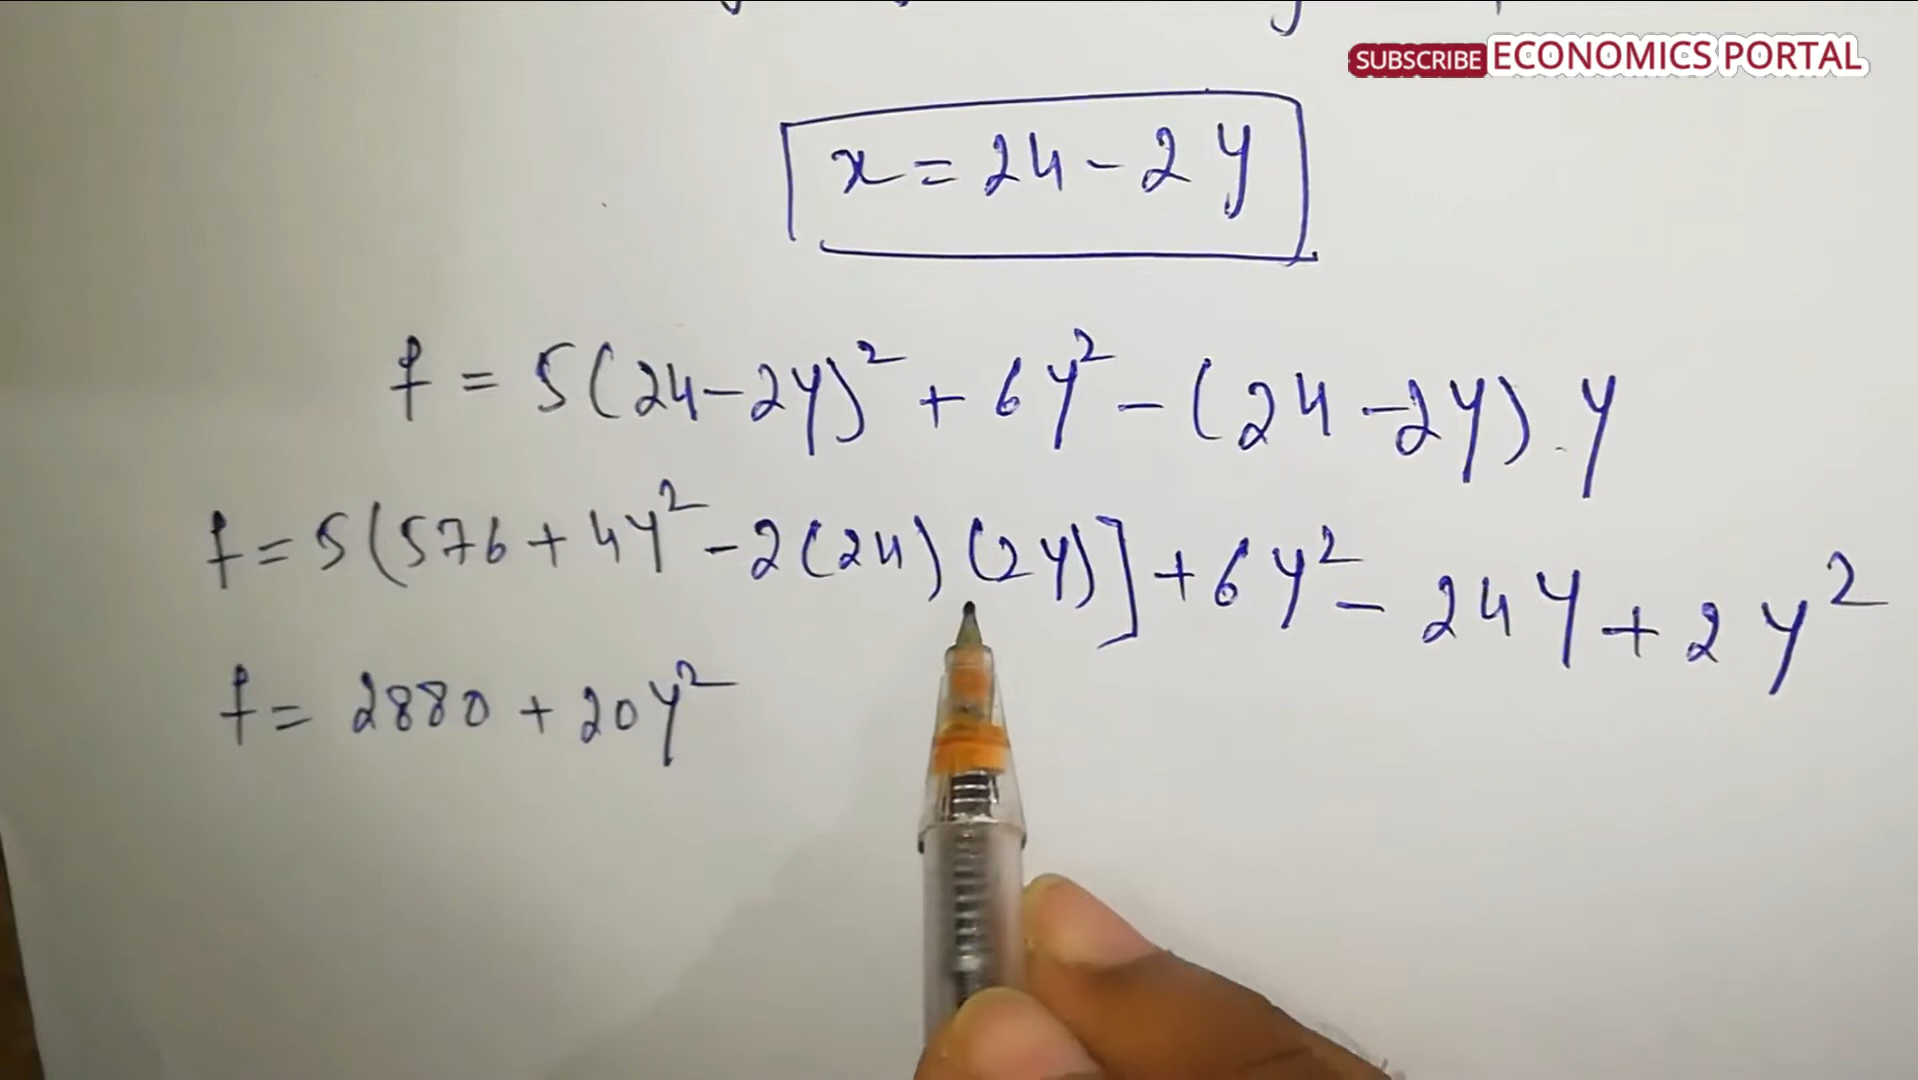 SUBSCRIBE ECONOMICS PORTAL
x = 24 - 2y
f = 5(24-2y)² + 6y² - (24-2y).y
f = 5(576 + 4y² - 2(24)(2y)] + 6y² - 24y + 2y²
f = 2880 + 20y²